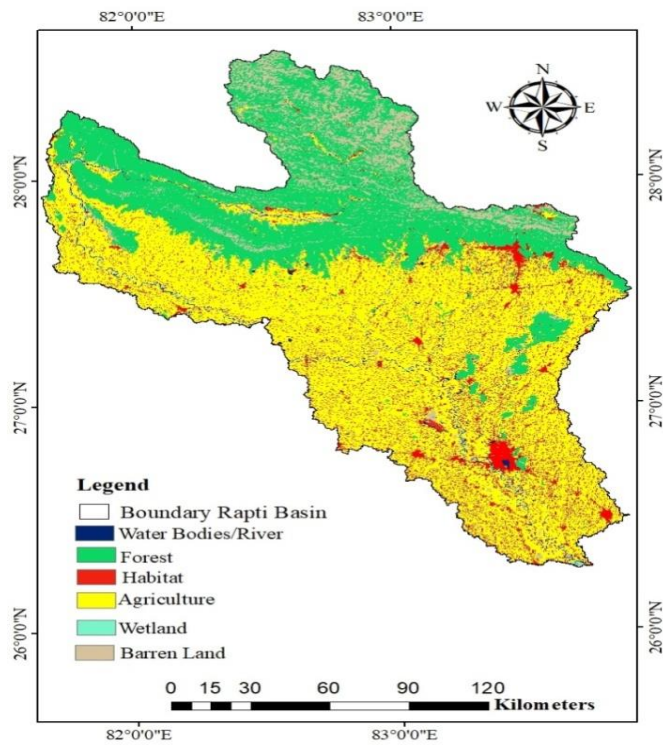 82°0'0"E 83°0'0"E
N
W E
S
28°0'0"N 28°0'0"N
27°0'0"N 27°0'0"N
26°0'0"N 26°0'0"N
Legend
Boundary Rapti Basin
Water Bodies/River
Forest
Habitat
Agriculture
Wetland
Barren Land
0 15 30 60 90 120
Kilometers
82°0'0"E 83°0'0"E